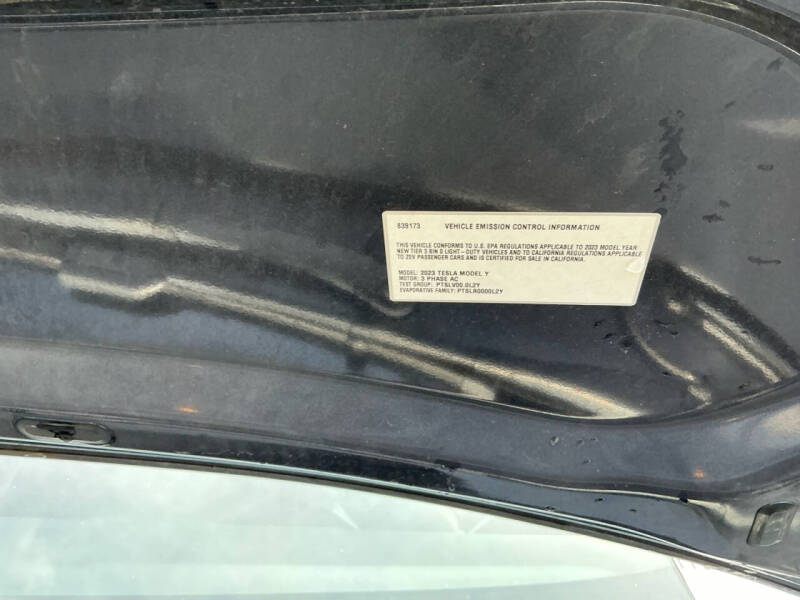 839173 VEHICLE EMISSION CONTROL INFORMATION
THIS VEHICLE CONFORMS TO U.S. EPA REGULATIONS APPLICABLE TO 2023 MODEL YEAR
NEW TIER 3 BIN 0 LIGHT-DUTY VEHICLES AND TO CALIFORNIA REGULATIONS APPLICABLE
TO ZEV PASSENGER CARS AND IS CERTIFIED FOR SALE IN CALIFORNIA.
MODEL: 2023 TESLA MODEL Y
MOTOR: 3 PHASE AC
TEST GROUP: PTSLV00.0L2Y
EVAPORATIVE FAMILY: PTSLR0000L2Y